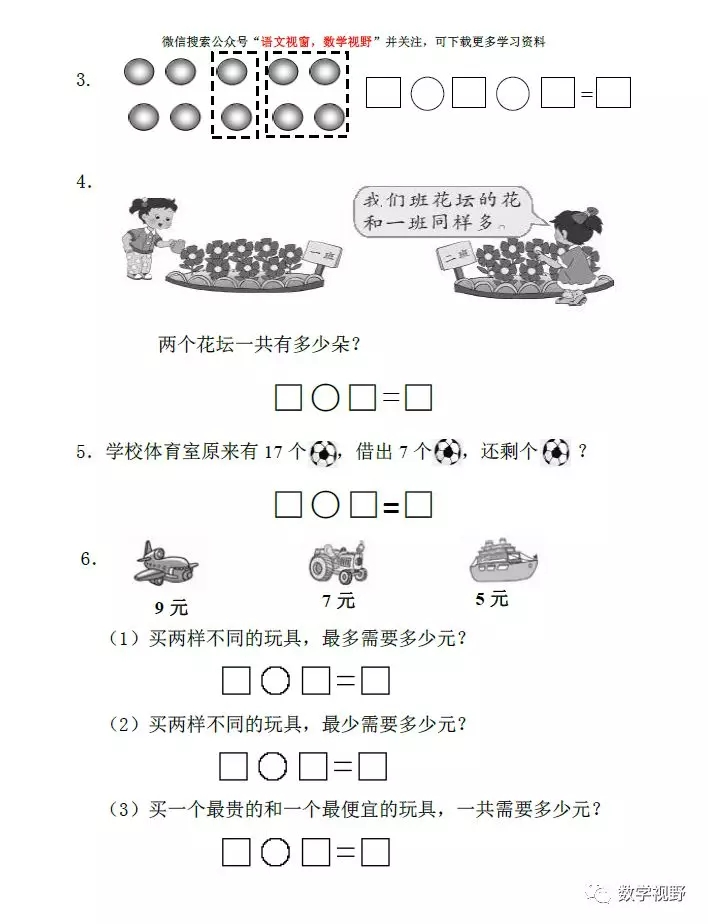 微信搜索公众号“语文视窗，数学视野”并关注，可下载更多学习资料
3.
□○□○□=□
4.
我们班花坛的花
和一班同样多。
一班
二班
两个花坛一共有多少朵？
□○□=□
5. 学校体育室原来有 17 个，借出 7 个，还剩个？
□○□=□
6.
9 元
7 元
5 元
（1）买两样不同的玩具，最多需要多少元？
□○□=□
（2）买两样不同的玩具，最少需要多少元？
□○□=□
（3）买一个最贵的和一个最便宜的玩具，一共需要多少元？
□○□=□
数学视野